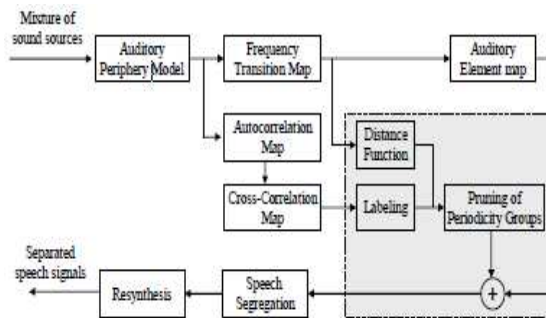 Mixture of
sound sources
Auditory
Periphery Model
Frequency
Transition Map
Auditory
Element map
Autocorrelation
Map
Distance
Function
Cross-Correlation
Map
Labeling
Pruning of
Periodicity Groups
Separated
speech signals
Resynthesis
Speech
Segregation
+